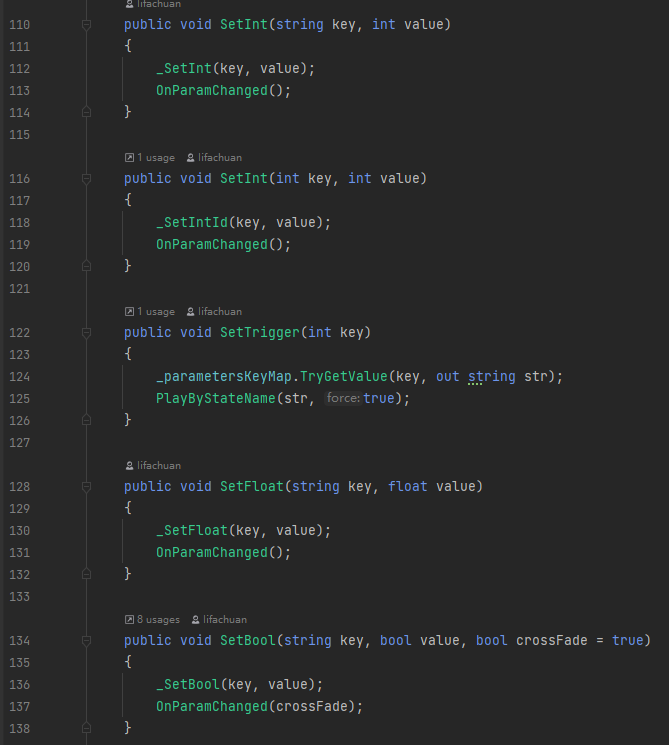 lifachuan
110 public void SetInt(string key, int value)
111 {
112 _SetInt(key, value);
113 OnParamChanged();
114 }
115
1 usage lifachuan
116 public void SetInt(int key, int value)
117 {
118 _SetIntId(key, value);
119 OnParamChanged();
120 }
121
1 usage lifachuan
122 public void SetTrigger(int key)
123 {
124 _parametersKeyMap.TryGetValue(key, out string str);
125 PlayByStateName(str, force: true);
126 }
127
lifachuan
128 public void SetFloat(string key, float value)
129 {
130 _SetFloat(key, value);
131 OnParamChanged();
132 }
133
8 usages lifachuan
134 public void SetBool(string key, bool value, bool crossFade = true)
135 {
136 _SetBool(key, value);
137 OnParamChanged(crossFade);
138 }